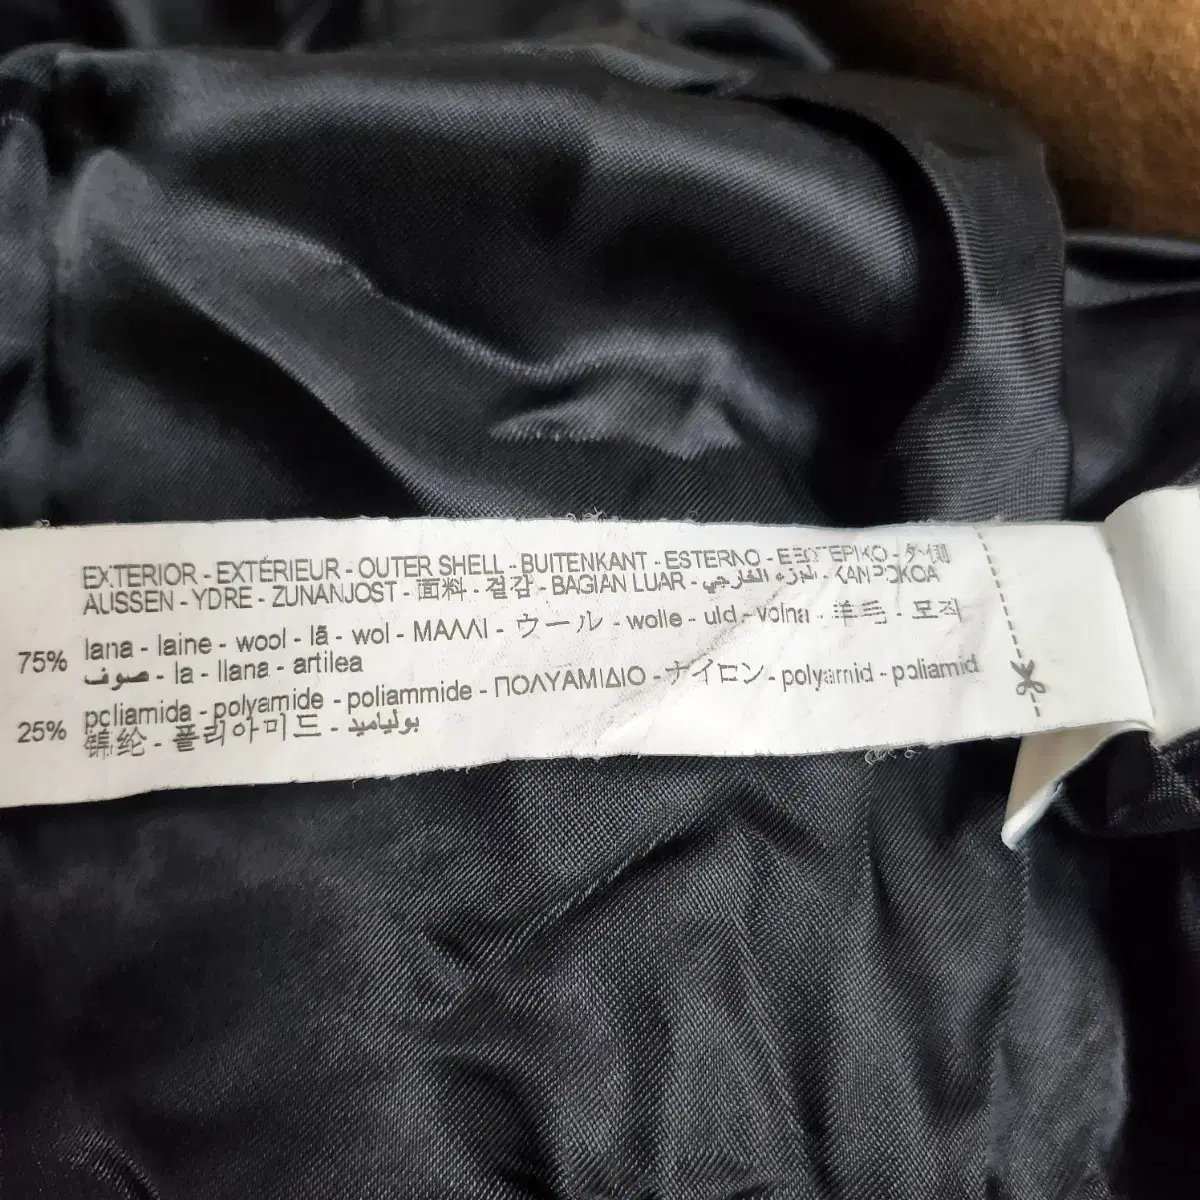 EXTERIOR - EXTÉRIEUR - OUTER SHELL - BUITENKANT - ESTERNO - ΕΞΩΤΕΡΙΚΟ - 外側
AUSSEN - YDRE - ZUNANJOST - 面料 - 겉감 - BAGIAN LUAR - الجزء الخارجي -
75% lana - laine - wool - lã - wol - ΜΑΛΛΙ - ウール - wolle - uld - volna - 羊毛 - 모직
صوف - la - llana - artilea
25% poliamida - polyamide - poliammide - ΠΟΛΥΑΜΙΔΙΟ - ナイロン - polyamid - poliamid
锦纶 - 폴리아미드 - بولياميد